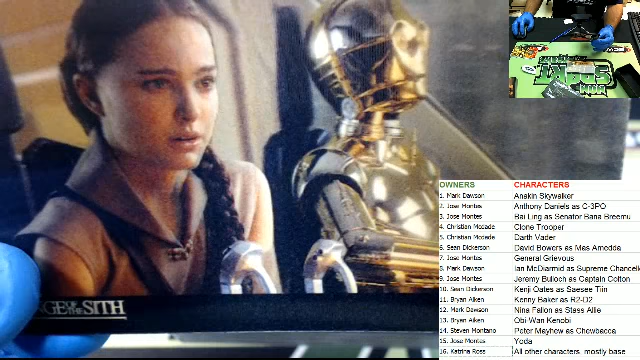 NGE OF THE SITH
OWNERS CHARACTERS
1. Mark Dawson Anakin Skywalker
2. Jose Montes Anthony Daniels as C-3PO
3. Jose Montes Bai Ling as Senator Bana Breemu
4. Christian Mcdade Clone Trooper
5. Christian Mcdade Darth Vader
6. Sean Dickerson David Bowers as Mas Amedda
7. Jose Montes General Grievous
8. Mark Dawson Ian McDiarmid as Supreme Chancell
9. Jose Montes Jeremy Bulloch as Captain Colton
10. Sean Dickerson Kenji Oates as Saesee Tiin
11. Bryan Aiken Kenny Baker as R2-D2
12. Mark Dawson Nina Fallon as Stass Allie
13. Bryan Aiken Obi-Wan Kenobi
14. Steven Montano Peter Mayhew as Chewbacca
15. Jose Montes Yoda
16. Katrina Ross All other characters, mostly base